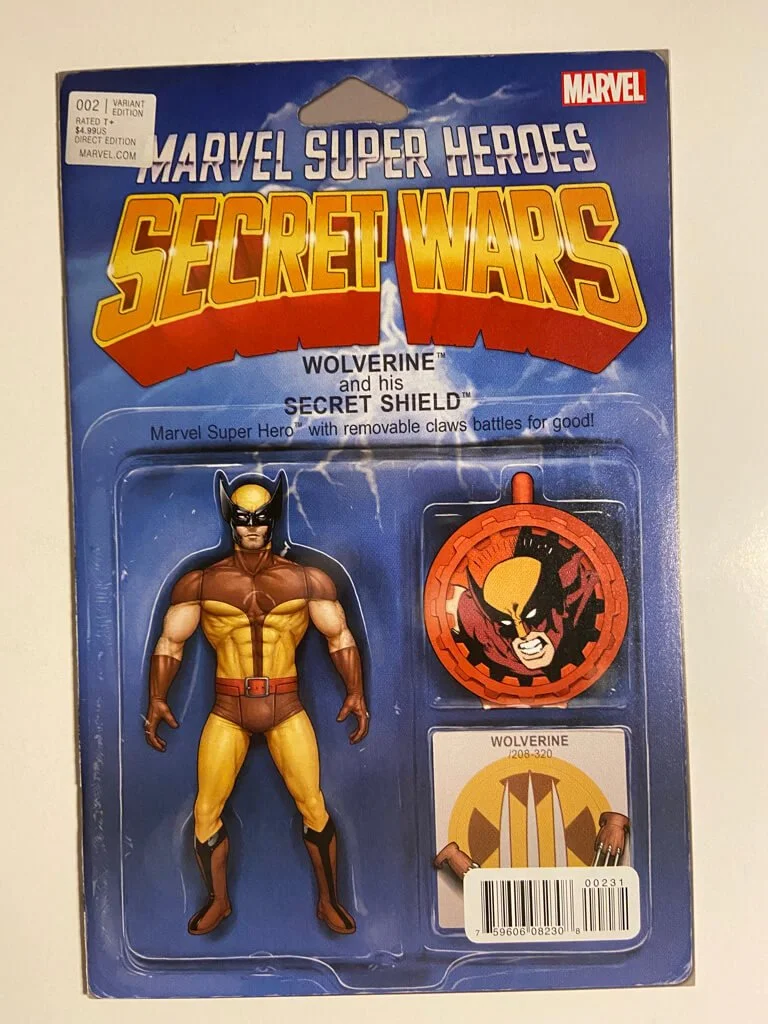 002 | VARIANT EDITION
RATED T+
$4.99US
DIRECT EDITION
MARVEL.COM
MARVEL
MARVEL SUPER HEROES
SECRET WARS
WOLVERINE™
and his
SECRET SHIELD™
Marvel Super Hero™ with removable claws battles for good!
WOLVERINE
/208-320
00231
7 59606 08230 8